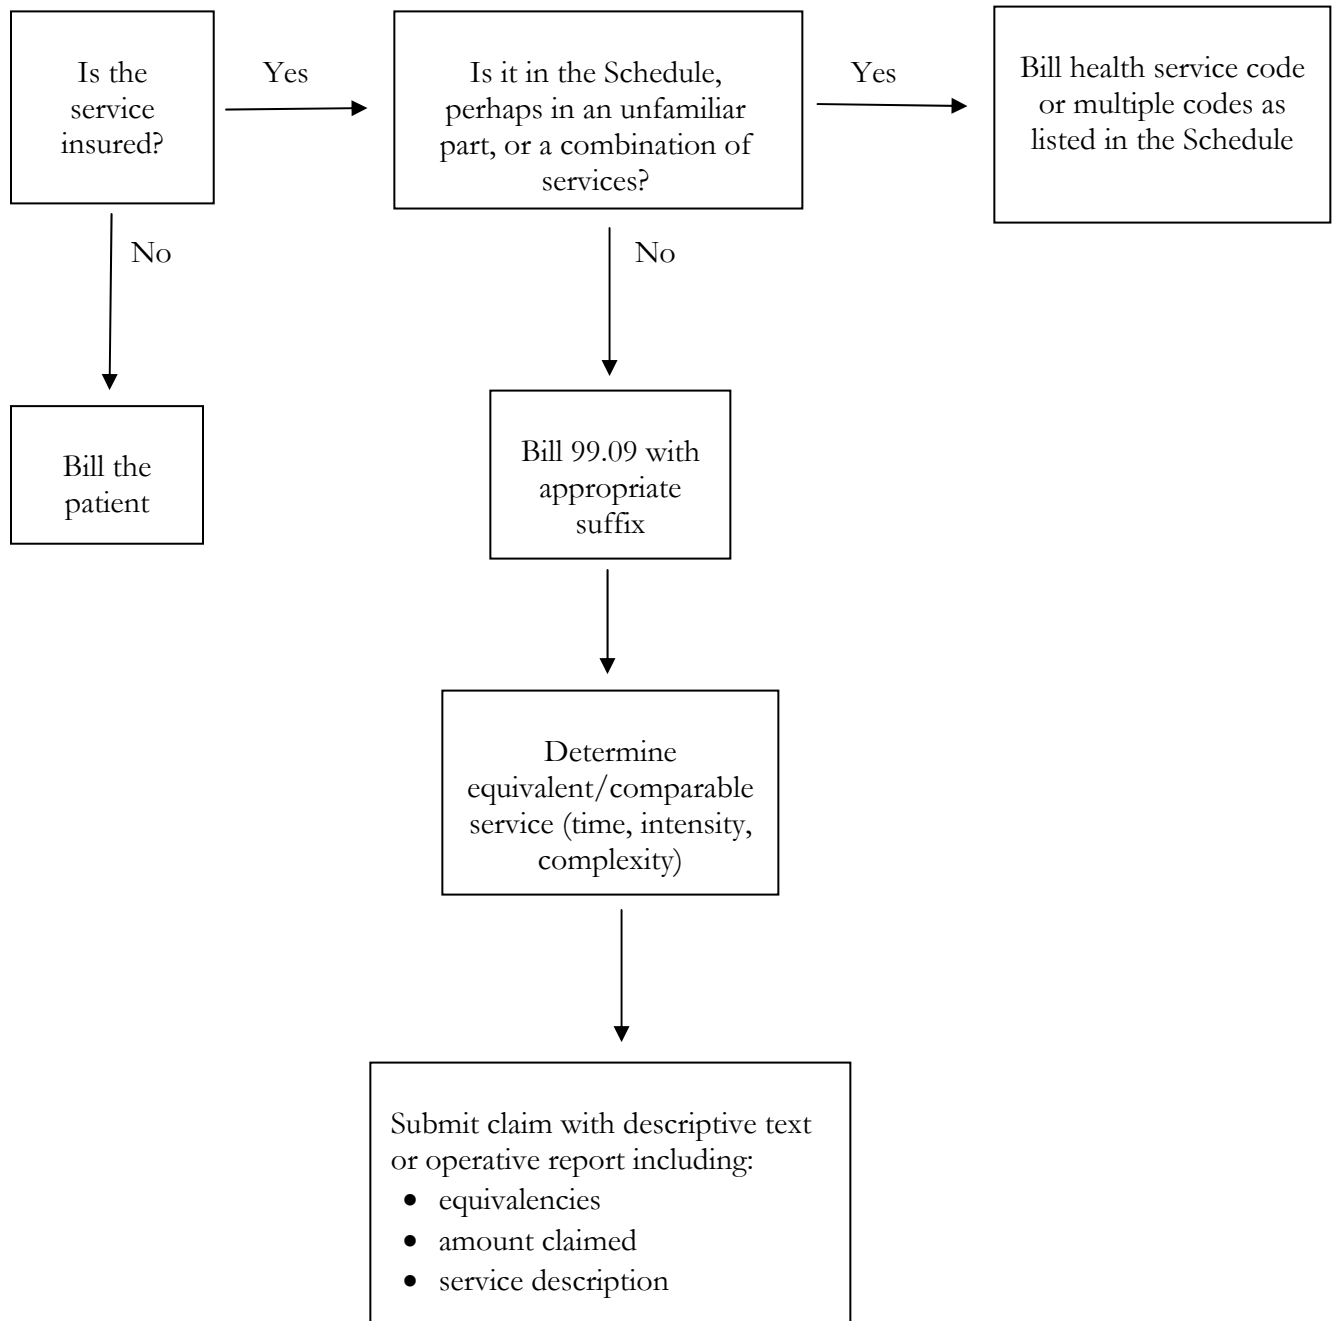 Is the
service
insured?
Yes
Is it in the Schedule,
perhaps in an unfamiliar
part, or a combination of
services?
Yes
Bill health service code
or multiple codes as
listed in the Schedule
No
No
Bill the
patient
Bill 99.09 with
appropriate
suffix
Determine
equivalent/comparable
service (time, intensity,
complexity)
Submit claim with descriptive text
or operative report including:
• equivalencies
• amount claimed
• service description